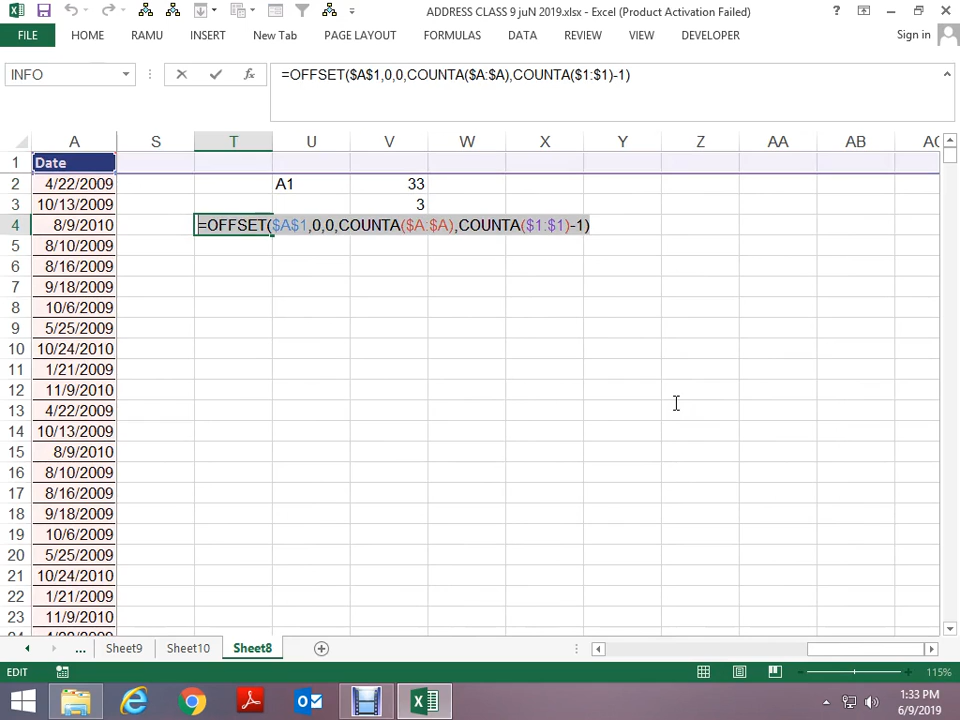 ADDRESS CLASS 9 juN 2019.xlsx - Excel (Product Activation Failed)
FILE HOME RAMU INSERT New Tab PAGE LAYOUT FORMULAS DATA REVIEW VIEW DEVELOPER Sign in
INFO =OFFSET($A$1,0,0,COUNTA($A:$A),COUNTA($1:$1)-1)
A S T U V W X Y Z AA AB AC
1 Date
2 4/22/2009 A1 33
3 10/13/2009 3
4 8/9/2010 =OFFSET($A$1,0,0,COUNTA($A:$A),COUNTA($1:$1)-1)
5 8/10/2009
6 8/16/2009
7 9/18/2009
8 10/6/2009
9 5/25/2009
10 10/24/2010
11 1/21/2009
12 11/9/2010
13 4/22/2009
14 10/13/2009
15 8/9/2010
16 8/10/2009
17 8/16/2009
18 9/18/2009
19 10/6/2009
20 5/25/2009
21 10/24/2010
22 1/21/2009
23 11/9/2010
24 4/22/2009
... Sheet9 Sheet10 Sheet8
EDIT 115%
1:33 PM
6/9/2019